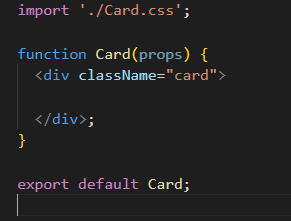 import './Card.css';
function Card(props) {
<div className="card">
</div>;
}
export default Card;